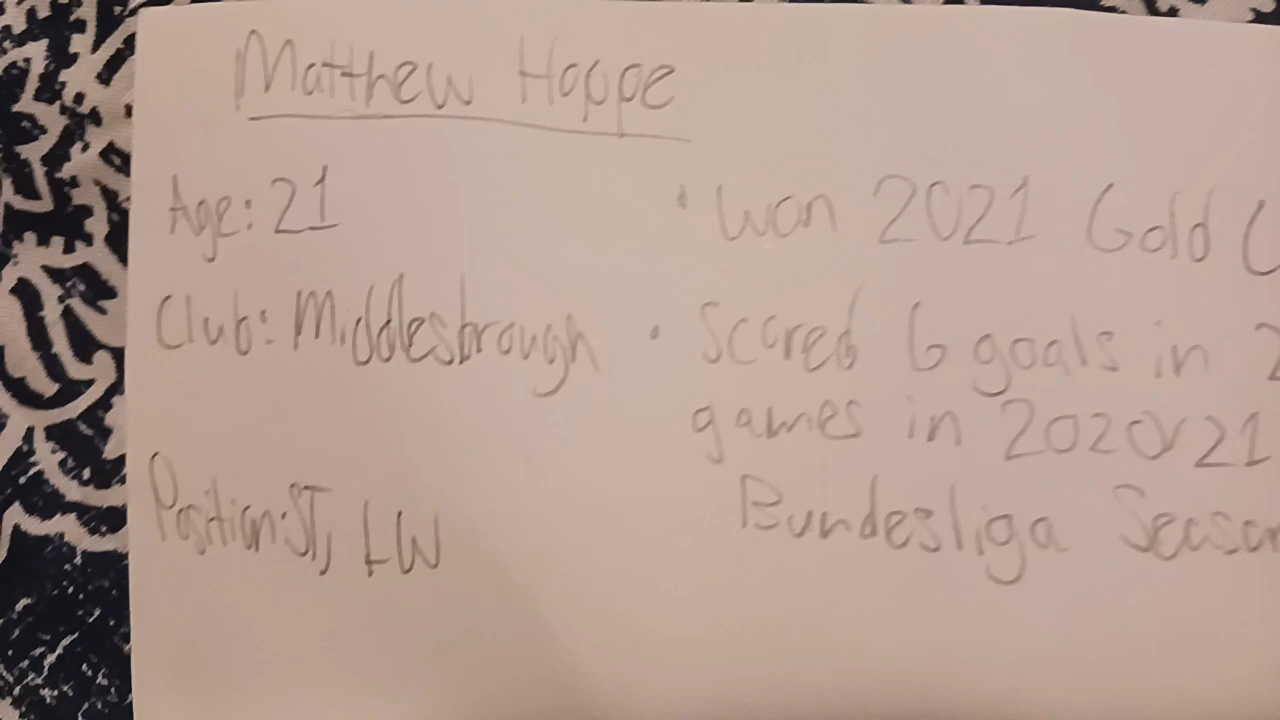 Matthew Hoppe
Age: 21
Club: Middlesbrough
Position: ST, LW
• Won 2021 Gold
• Scored 6 goals in
games in 2020/21
Bundesliga